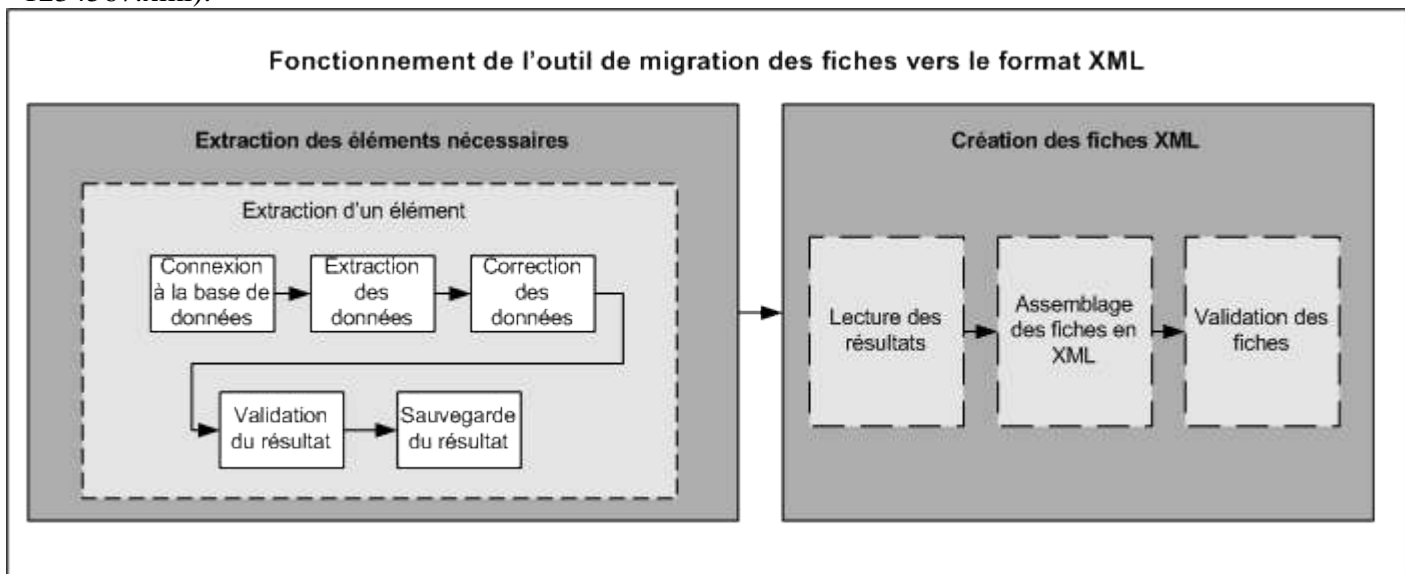 1234567.xml).
Fonctionnement de l'outil de migration des fiches vers le format XML
Extraction des éléments nécessaires
Extraction d'un élément
Connexion
à la base de
données
Extraction
des
données
Correction
des
données
Validation
du résultat
Sauvegarde
du résultat
Création des fiches XML
Lecture des
résultats
Assemblage
des fiches en
XML
Validation des
fiches